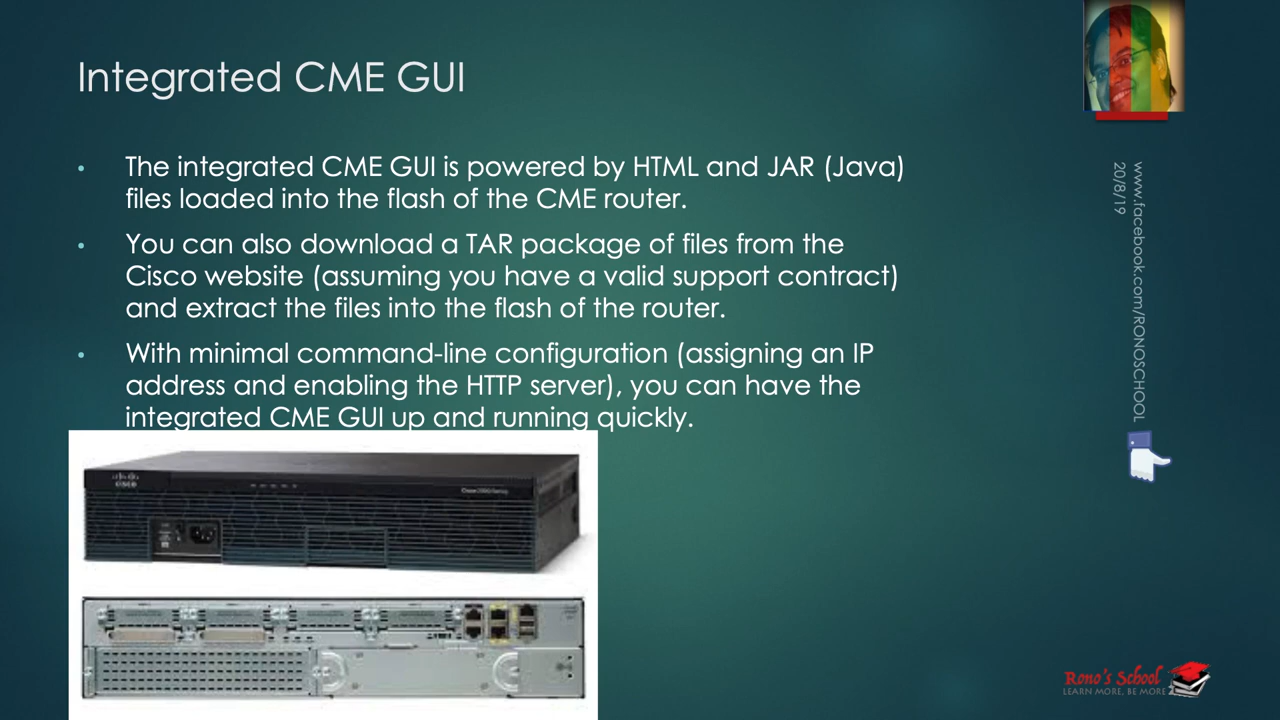 Integrated CME GUI
• The integrated CME GUI is powered by HTML and JAR (Java)
files loaded into the flash of the CME router.
• You can also download a TAR package of files from the
Cisco website (assuming you have a valid support contract)
and extract the files into the flash of the router.
• With minimal command-line configuration (assigning an IP
address and enabling the HTTP server), you can have the
integrated CME GUI up and running quickly.
www.facebook.com/RONOSCHOOL
20/8/19
CISCO
Rono's School
LEARN MORE, BE MORE